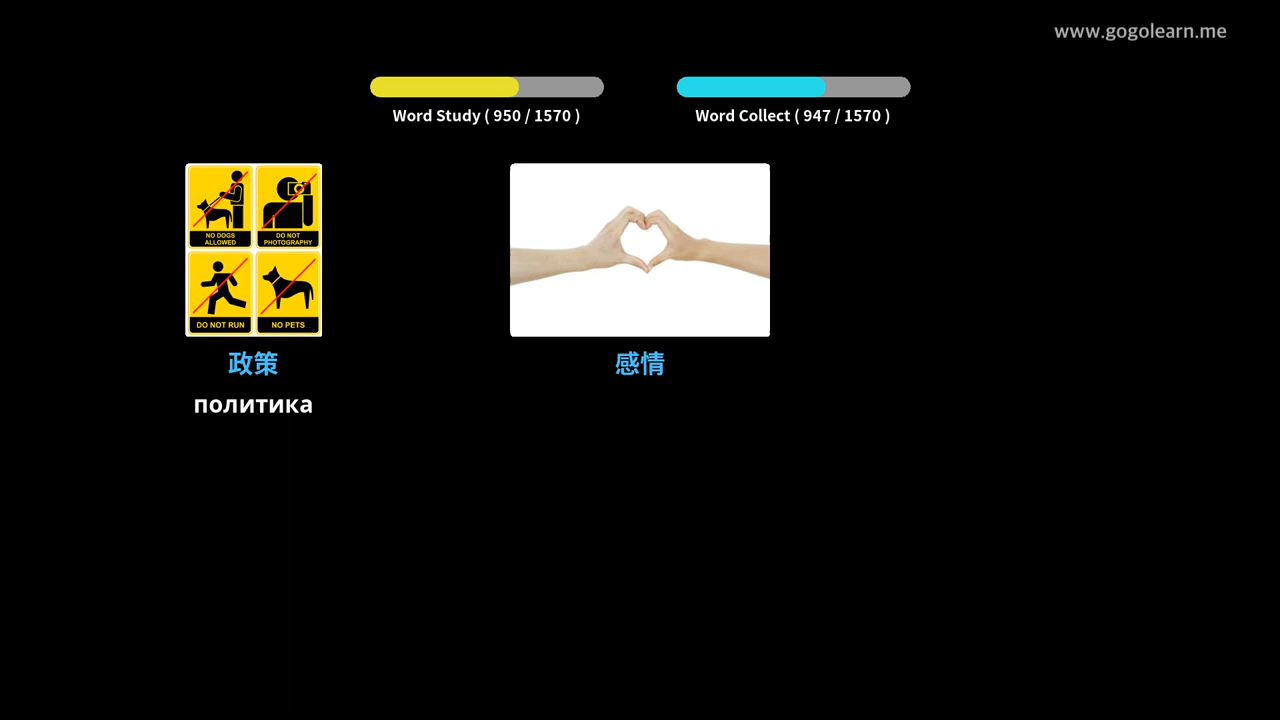 www.gogolearn.me
Word Study ( 950 / 1570 )
Word Collect ( 947 / 1570 )
NO DOGS
ALLOWED
DO NOT
PHOTOGRAPHY
DO NOT RUN
NO PETS
政策
感情
политика